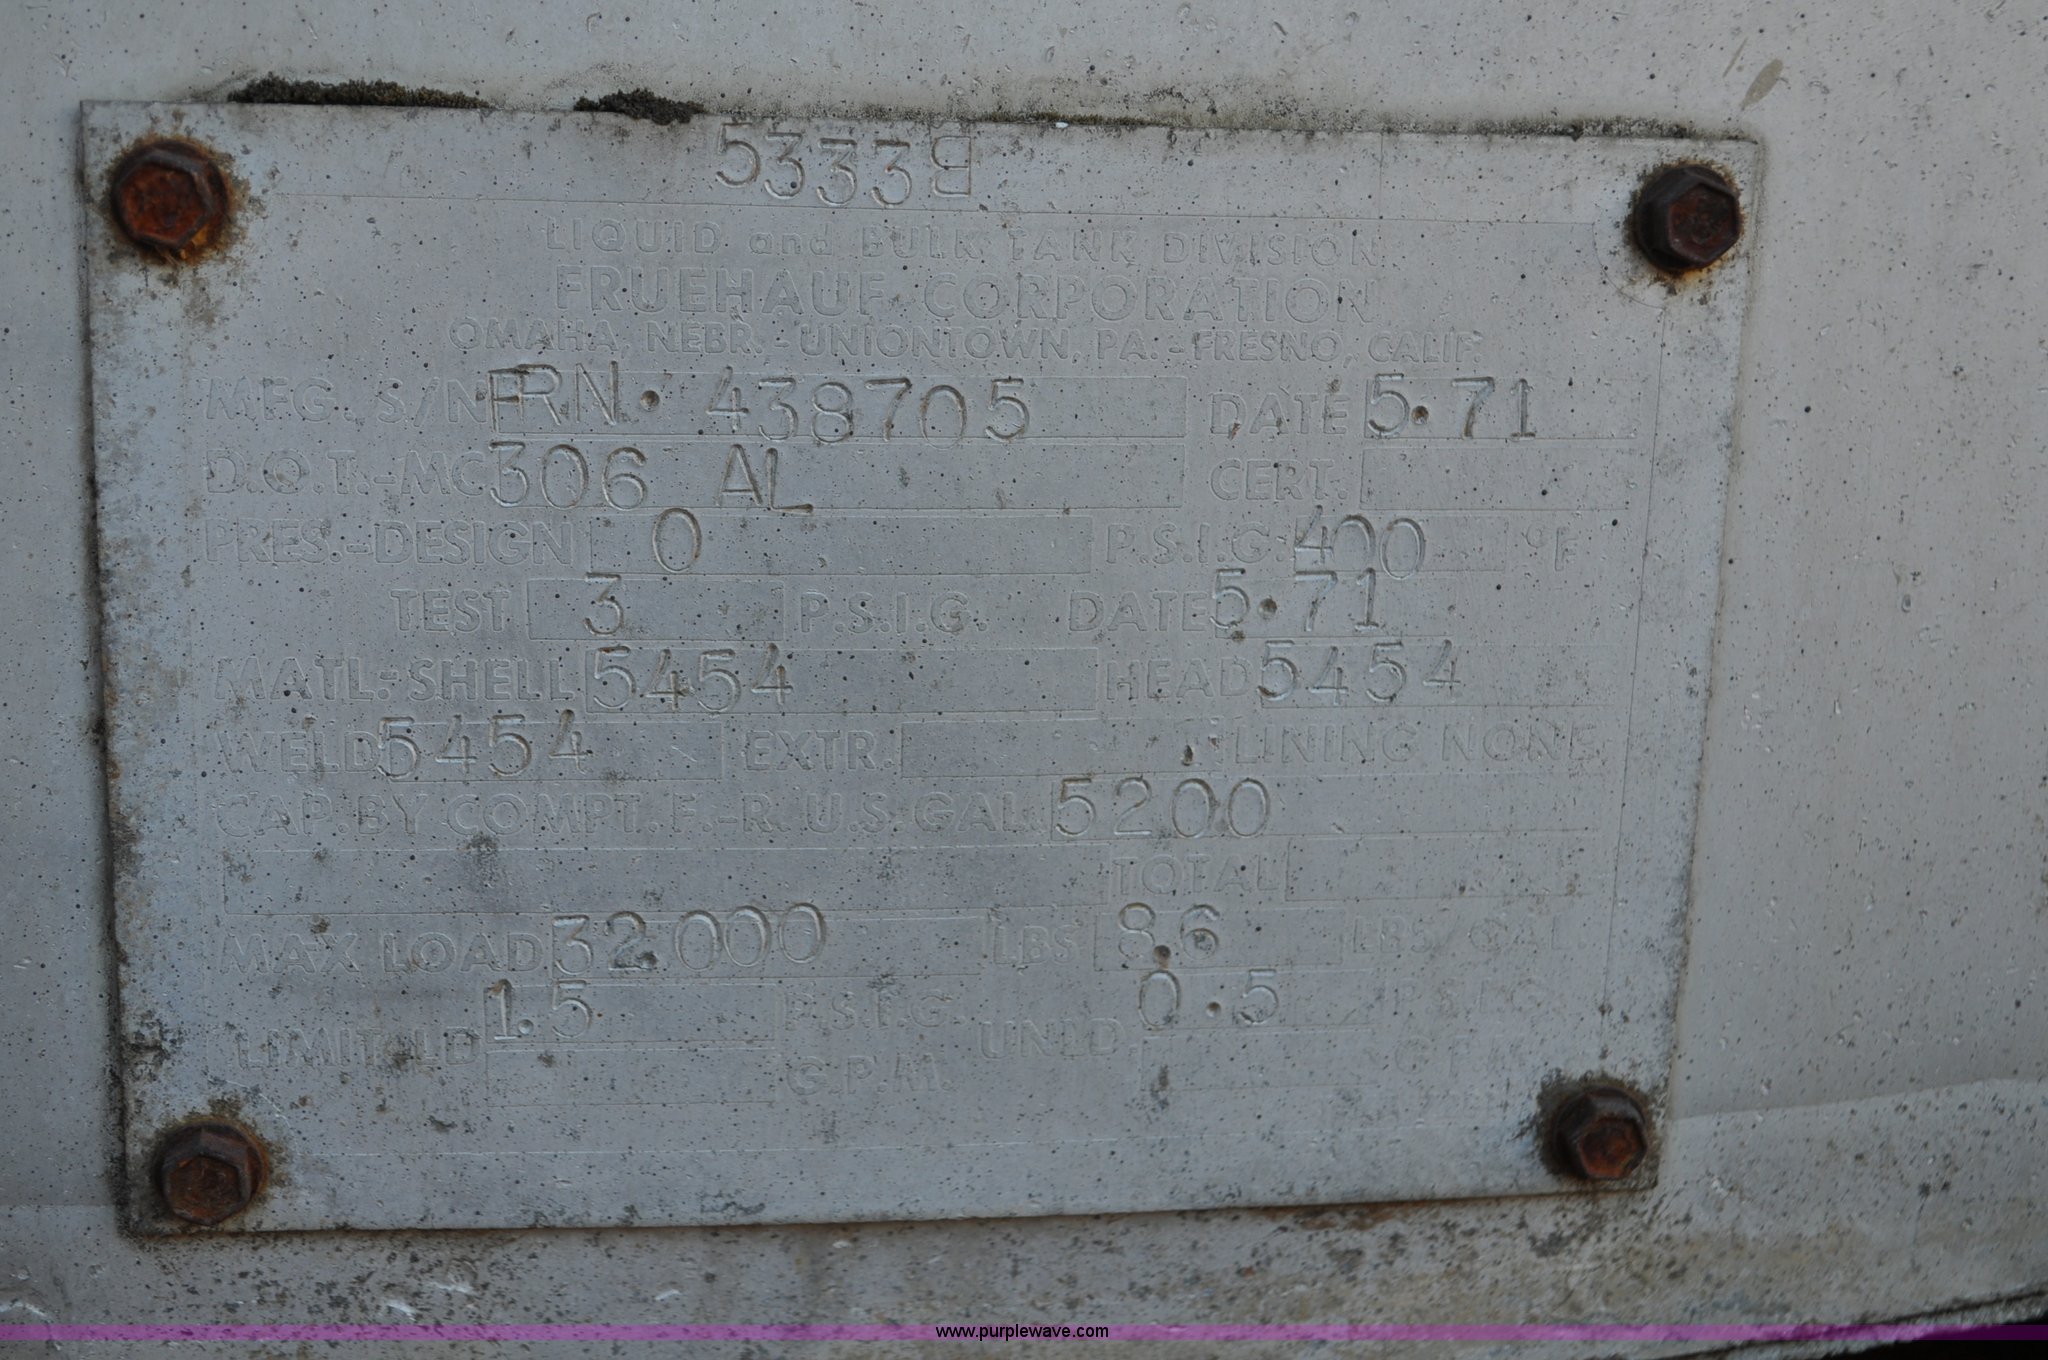 5333B
LIQUID and BULK TANK DIVISION
FRUEHAUF CORPORATION
OMAHA, NEBR.-UNIONTOWN, PA.-FRESNO, CALIF.
MFG. S/N FRN. 438705 DATE 5.71
D.O.T.-MC 306 AL CERT.
PRES.-DESIGN 0 P.S.I.G. 400 °F
TEST 3 P.S.I.G. DATE 5.71
MATL.-SHELL 5454 HEAD 5454
WELD 5454 EXTR. LINING NONE
CAP. BY COMPT. F.-R. U.S. GAL. 5200
TOTAL
MAX LOAD 32.000 LBS 8.6 LBS/GAL.
LIMIT-LD 1.5 P.S.I.G. UNLD. 0.5 P.S.I.G.
G.P.M. G.P.M.
www.purplewave.com